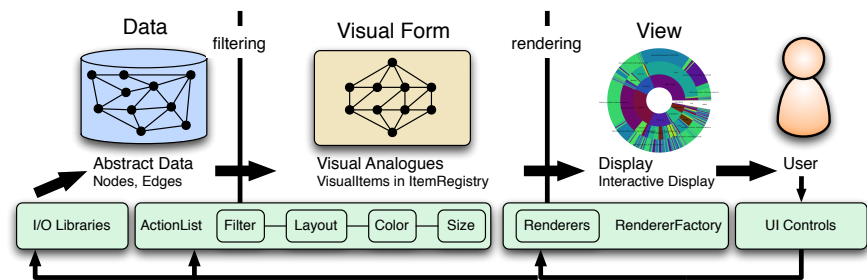 Data
filtering
Visual Form
rendering
View
Abstract Data
Nodes, Edges
Visual Analogues
VisualItems in ItemRegistry
Display
Interactive Display
User
I/O Libraries
ActionList
Filter
Layout
Color
Size
Renderers
RendererFactory
UI Controls